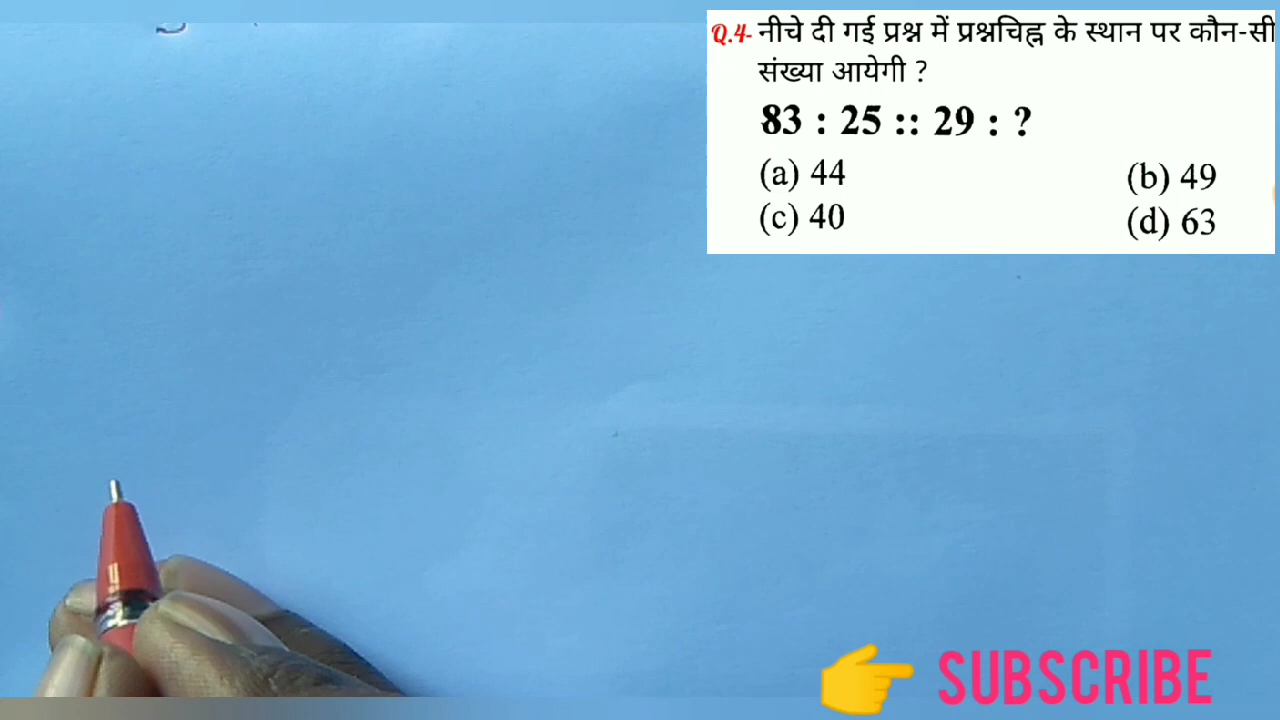 Q.4- नीचे दी गई प्रश्न में प्रश्नचिह्न के स्थान पर कौन-सी
संख्या आयेगी ?
83 : 25 :: 29 : ?
(a) 44 (b) 49
(c) 40 (d) 63
SUBSCRIBE